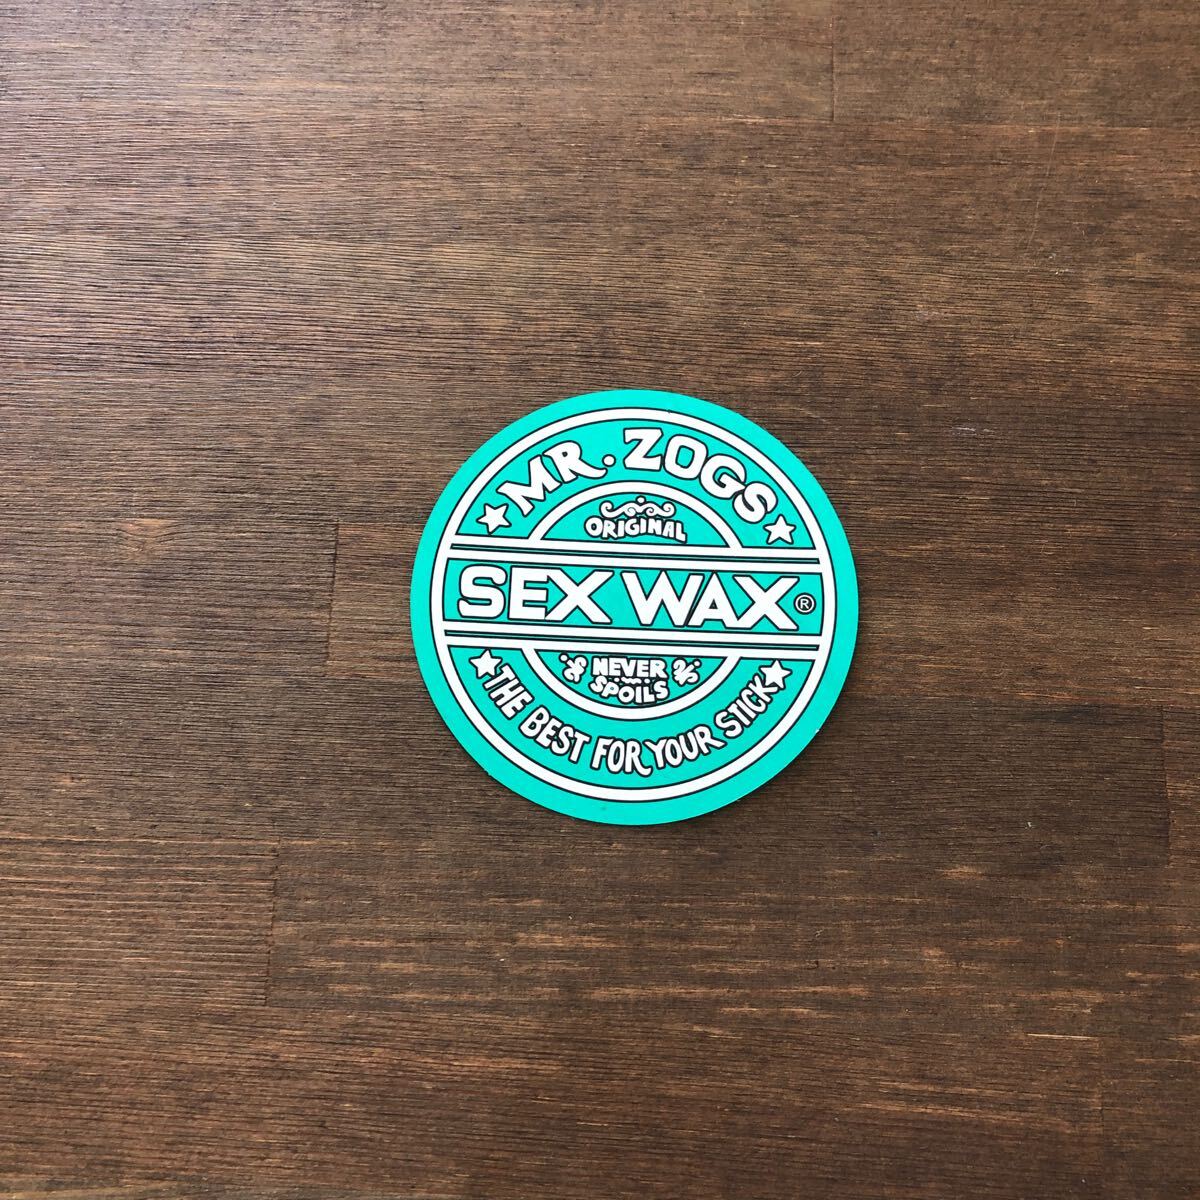 MR. ZOGS
ORIGINAL
SEX WAX®
NEVER
SPOILS
THE BEST FOR YOUR STICK